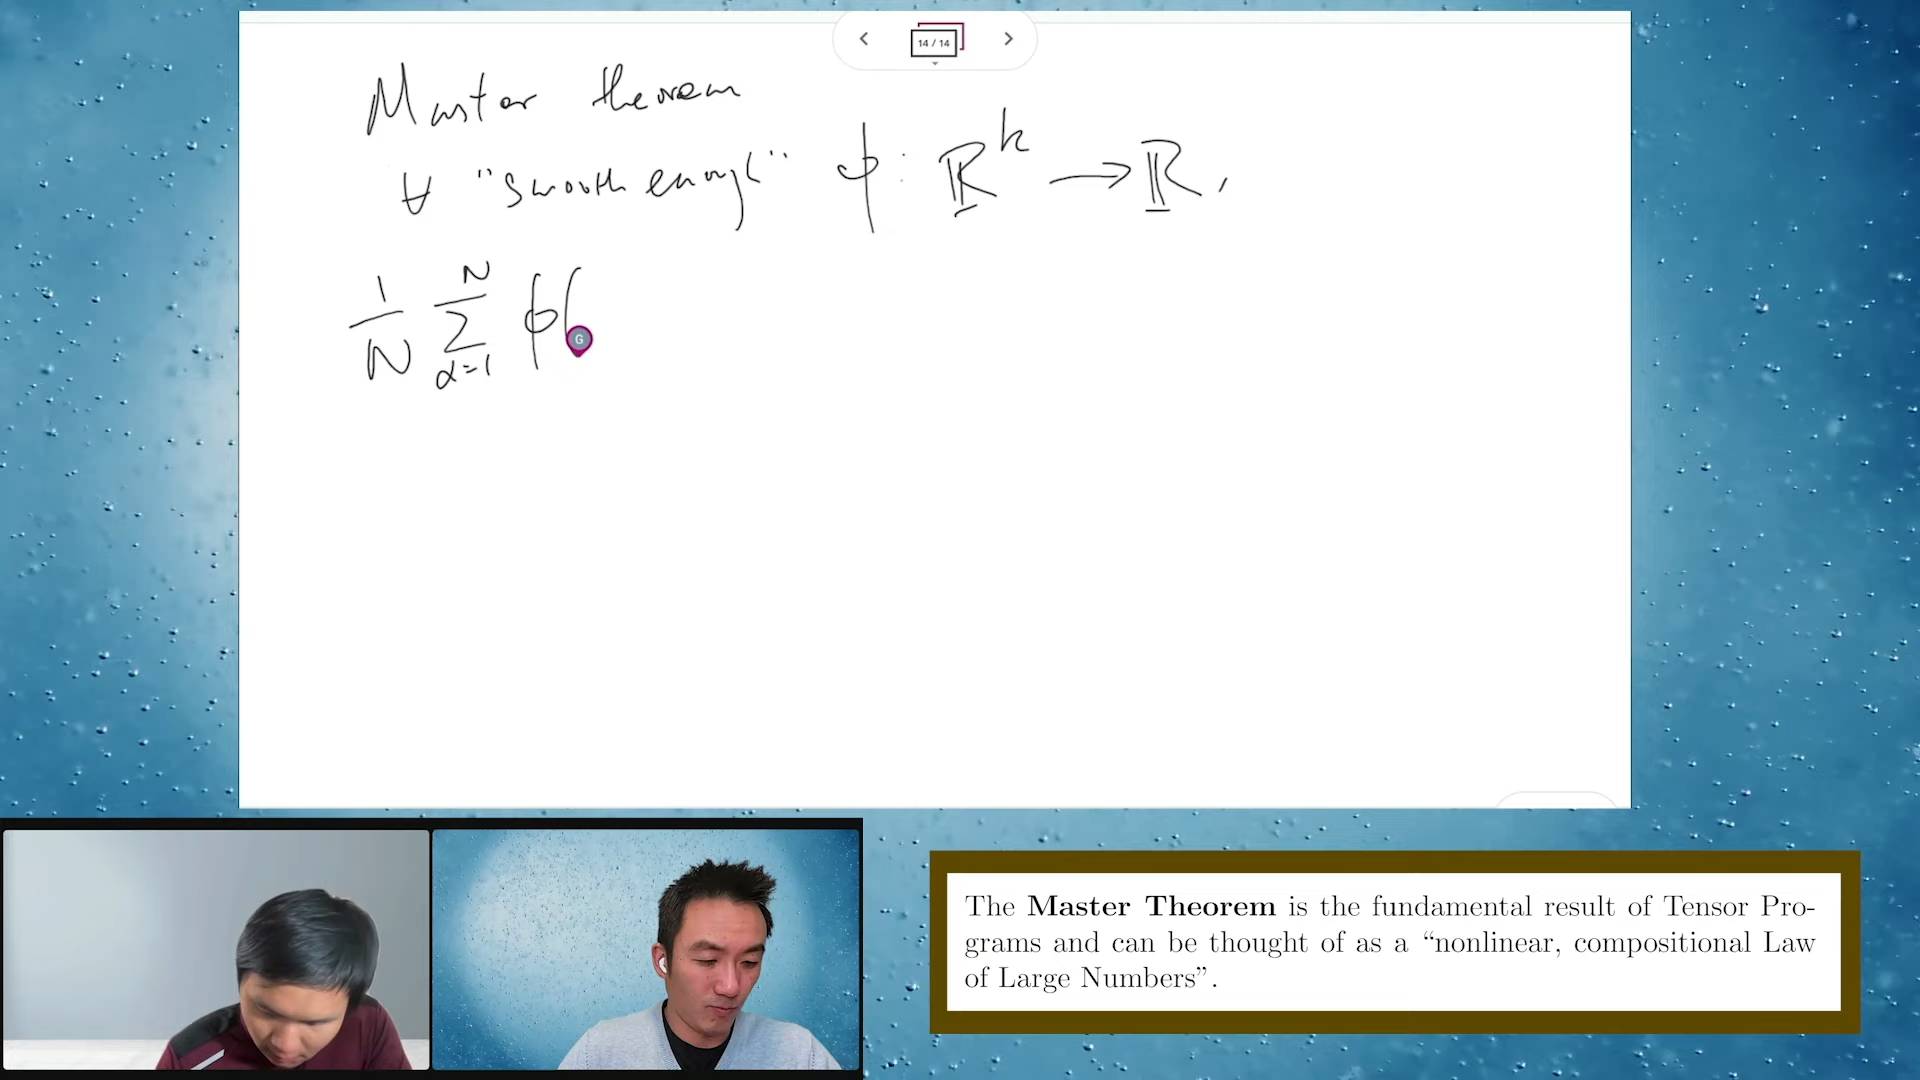 14 / 14
Master theorem
∀ "smooth enough" ϕ : ℝ^k → ℝ,
1/N ∑_{α=1}^{N} ϕ(
G
The Master Theorem is the fundamental result of Tensor Pro-
grams and can be thought of as a “nonlinear, compositional Law
of Large Numbers”.